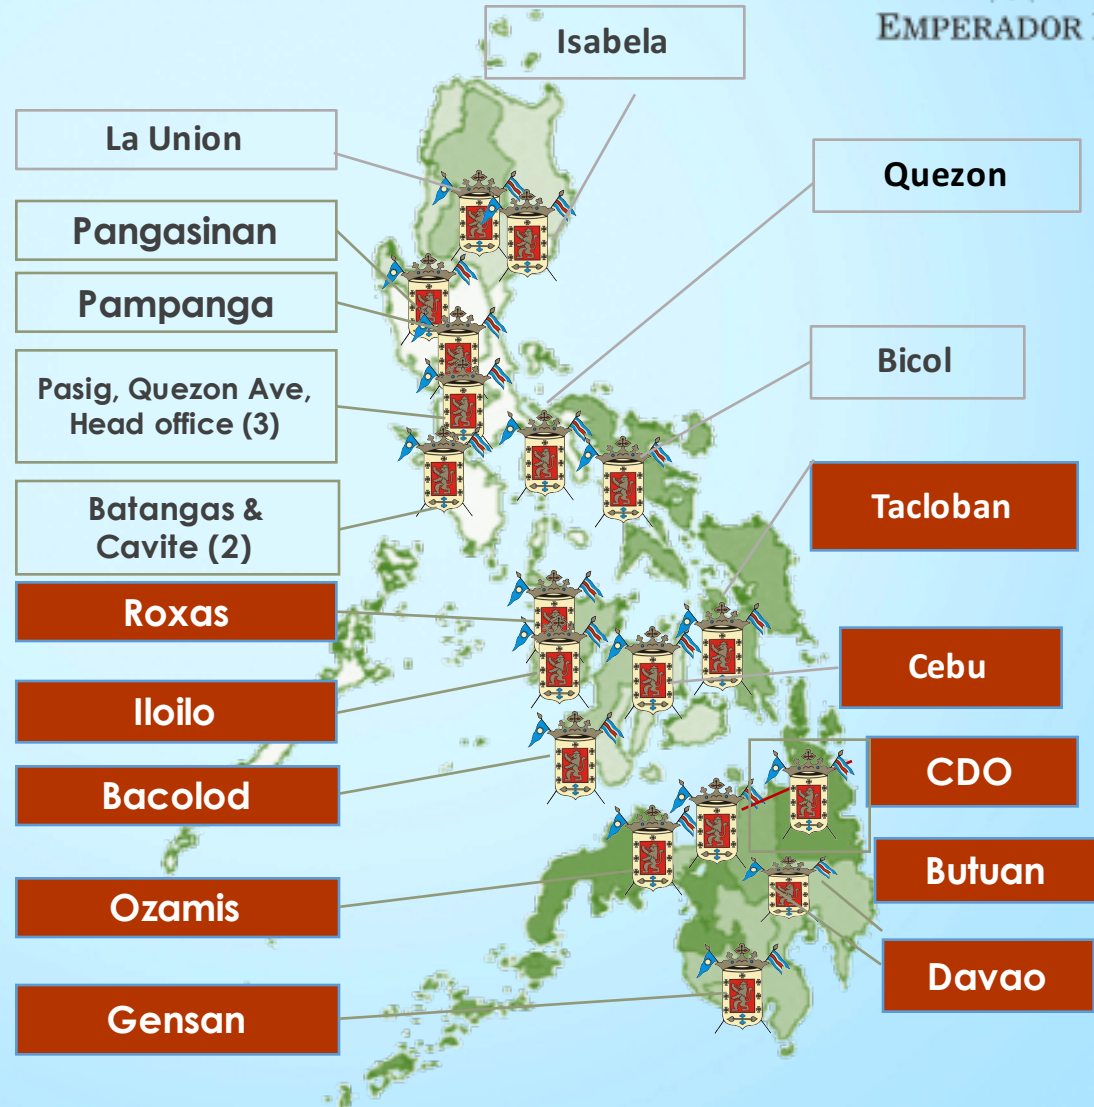 EMPERADOR
Isabela
La Union
Quezon
Pangasinan
Pampanga
Bicol
Pasig, Quezon Ave,
Head office (3)
Tacloban
Batangas &
Cavite (2)
Roxas
Cebu
Iloilo
CDO
Bacolod
Butuan
Ozamis
Davao
Gensan